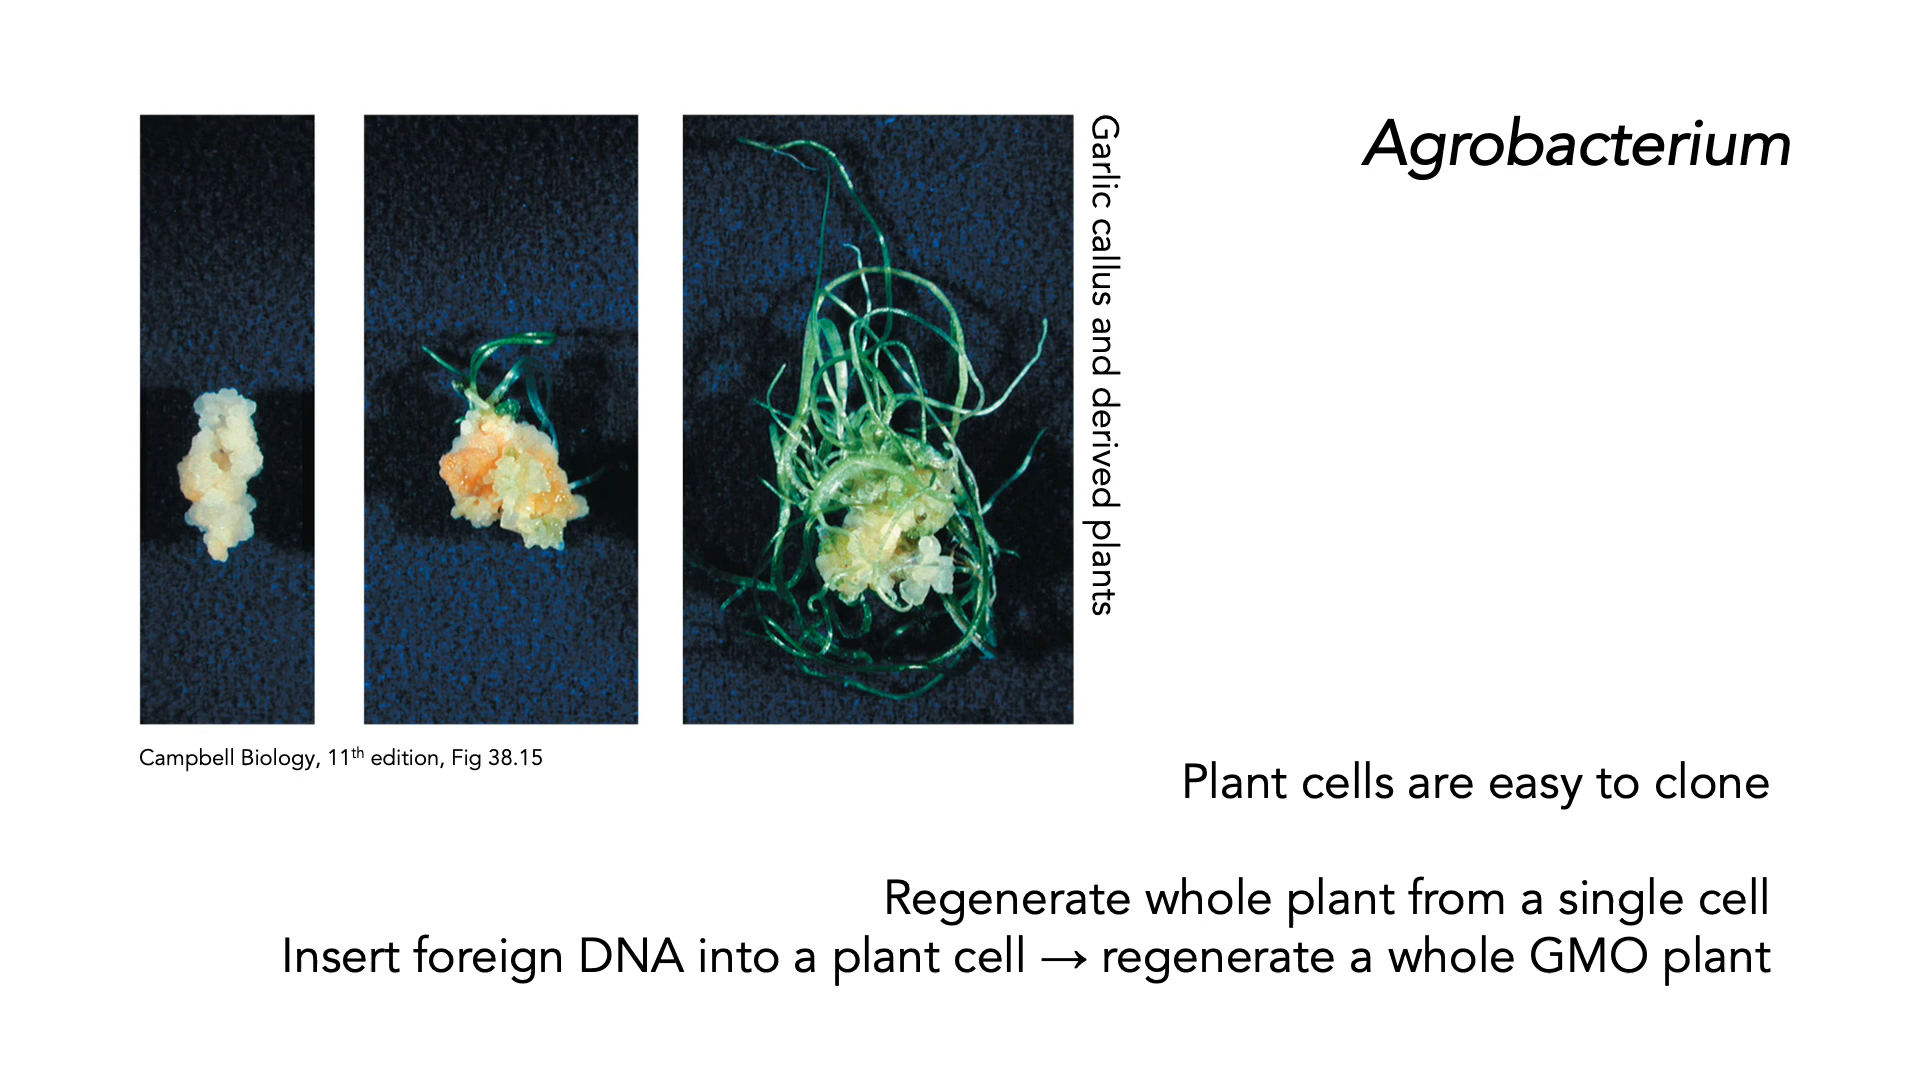 Agrobacterium
Garlic callus and derived plants
Campbell Biology, 11th edition, Fig 38.15
Plant cells are easy to clone
Regenerate whole plant from a single cell
Insert foreign DNA into a plant cell → regenerate a whole GMO plant